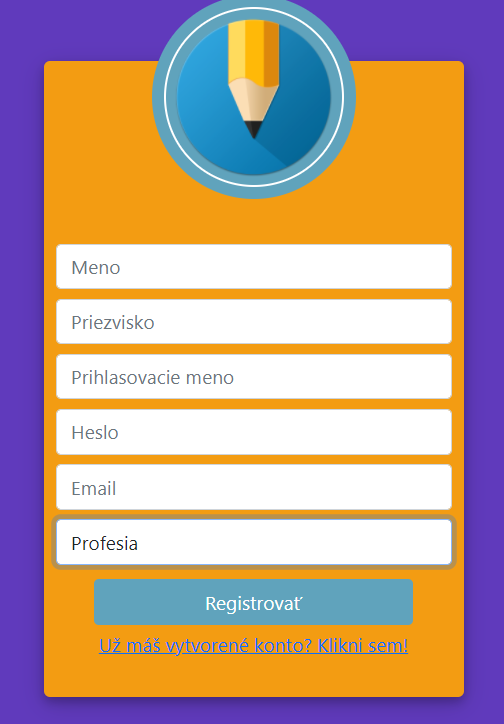 Meno
Priezvisko
Prihlasovacie meno
Heslo
Email
Profesia
Registrovať
Už máš vytvorené konto? Klikni sem!